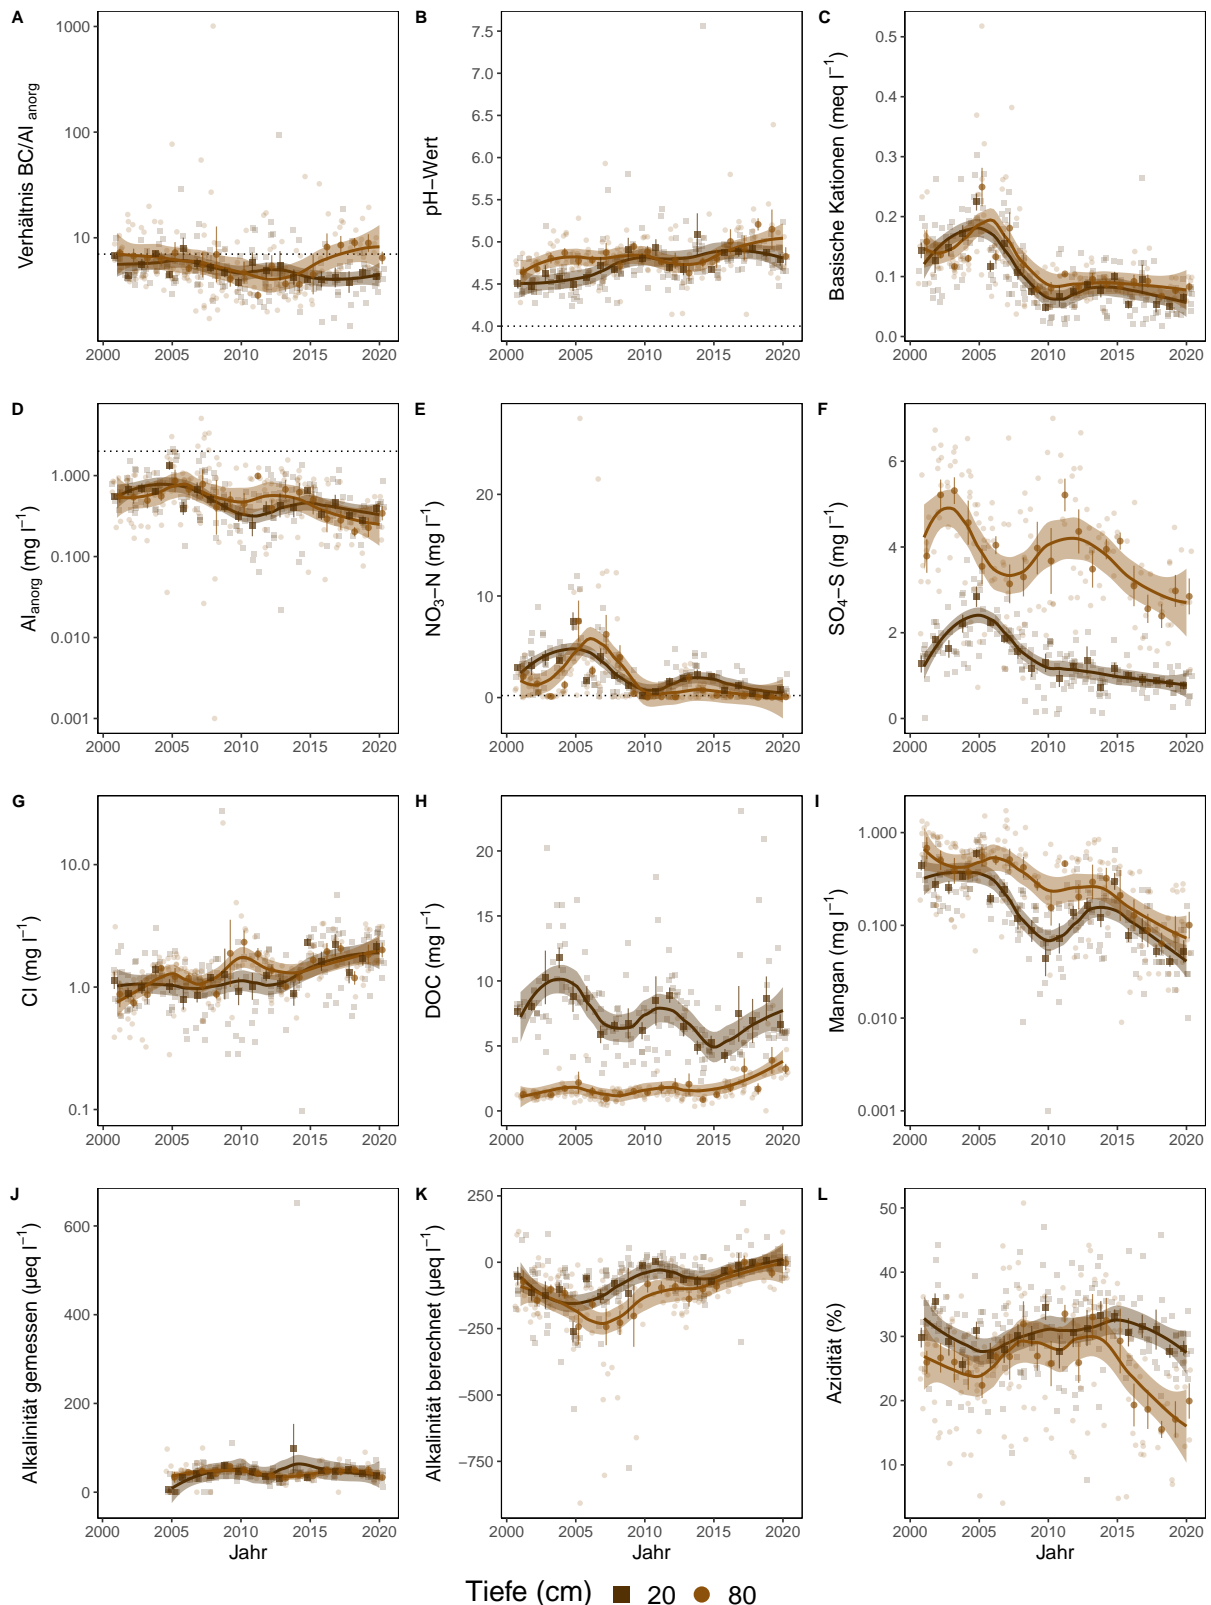 A
B
C
Verhältnis BC/Al anorg
1000
100
10
2000 2005 2010 2015 2020
pH−Wert
7.5
7.0
6.5
6.0
5.5
5.0
4.5
4.0
2000 2005 2010 2015 2020
Basische Kationen (meq l−1)
0.5
0.4
0.3
0.2
0.1
0.0
2000 2005 2010 2015 2020
D
E
F
Alanorg (mg l−1)
1.000
0.100
0.010
0.001
2000 2005 2010 2015 2020
NO3−N (mg l−1)
20
10
0
2000 2005 2010 2015 2020
SO4−S (mg l−1)
6
4
2
0
2000 2005 2010 2015 2020
G
H
I
Cl (mg l−1)
10.0
1.0
0.1
2000 2005 2010 2015 2020
DOC (mg l−1)
20
15
10
5
0
2000 2005 2010 2015 2020
Mangan (mg l−1)
1.000
0.100
0.010
0.001
2000 2005 2010 2015 2020
J
K
L
Alkalinität gemessen (µeq l−1)
600
400
200
0
2000 2005 2010 2015 2020
Jahr
Alkalinität berechnet (µeq l−1)
250
0
−250
−500
−750
2000 2005 2010 2015 2020
Jahr
Azidität (%)
50
40
30
20
10
2000 2005 2010 2015 2020
Jahr
Tiefe (cm) 20 80